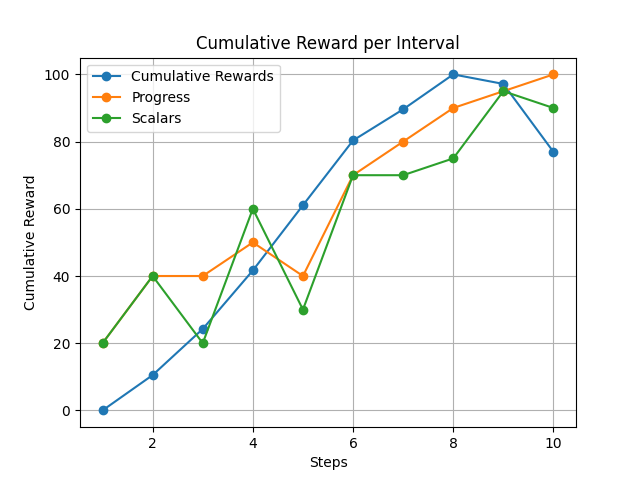 Cumulative Reward per Interval
Cumulative Rewards
Progress
Scalars
Cumulative Reward
100
80
60
40
20
0
2 4 6 8 10
Steps